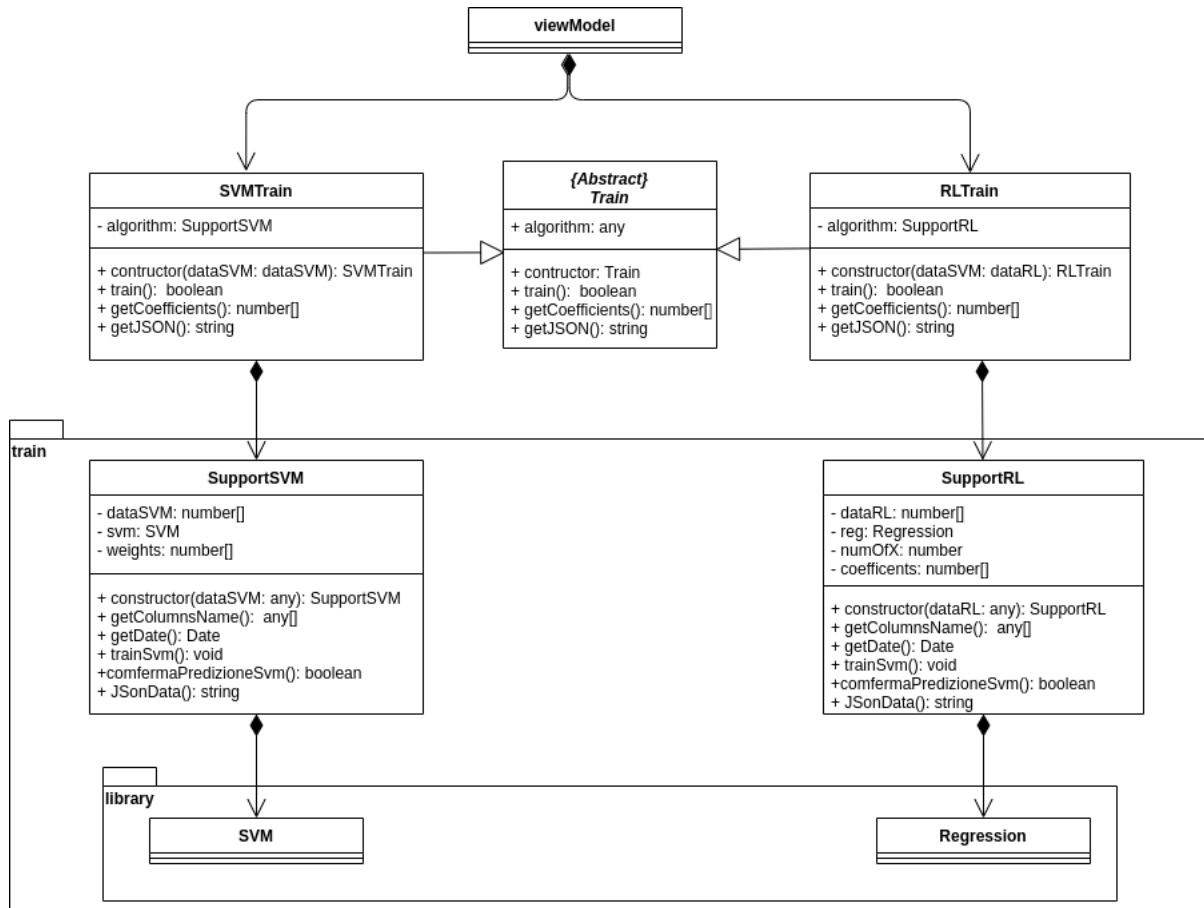 viewModel
SVMTrain
- algorithm: SupportSVM
+ contructor(dataSVM: dataSVM): SVMTrain
+ train():  boolean
+ getCoefficients(): number[]
+ getJSON(): string
{Abstract}
Train
+ algorithm: any
+ contructor: Train
+ train():  boolean
+ getCoefficients(): number[]
+ getJSON(): string
RLTrain
- algorithm: SupportRL
+ constructor(dataSVM: dataRL): RLTrain
+ train():  boolean
+ getCoefficients(): number[]
+ getJSON(): string
train
SupportSVM
- dataSVM: number[]
- svm: SVM
- weights: number[]
+ constructor(dataSVM: any): SupportSVM
+ getColumnsName():  any[]
+ getDate(): Date
+ trainSvm(): void
+comfermaPredizioneSvm(): boolean
+ JSonData(): string
SupportRL
- dataRL: number[]
- reg: Regression
- numOfX: number
- coefficents: number[]
+ constructor(dataRL: any): SupportRL
+ getColumnsName():  any[]
+ getDate(): Date
+ trainSvm(): void
+comfermaPredizioneSvm(): boolean
+ JSonData(): string
library
SVM
Regression